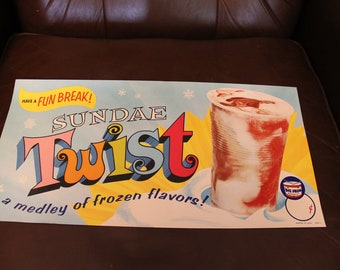 HAVE A FUN BREAK!
SUNDAE
Twist
a medley of frozen flavors!
¢